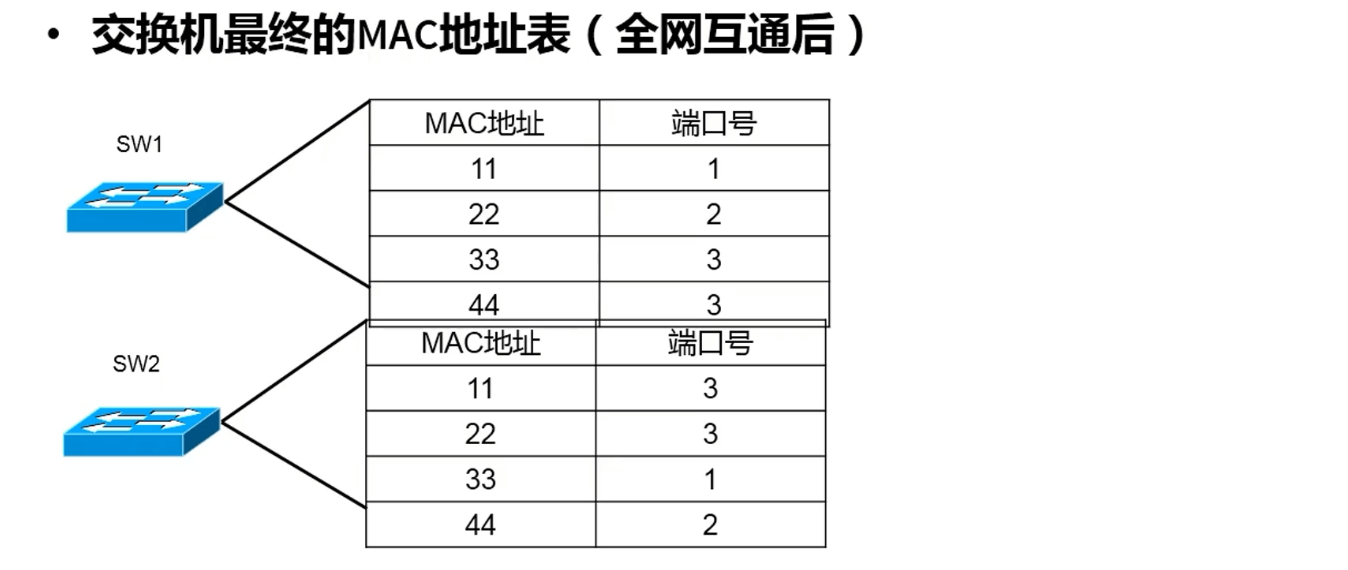 • 交换机最终的MAC地址表（全网互通后）
SW1
MAC地址 端口号
11 1
22 2
33 3
44 3
SW2
MAC地址 端口号
11 3
22 3
33 1
44 2